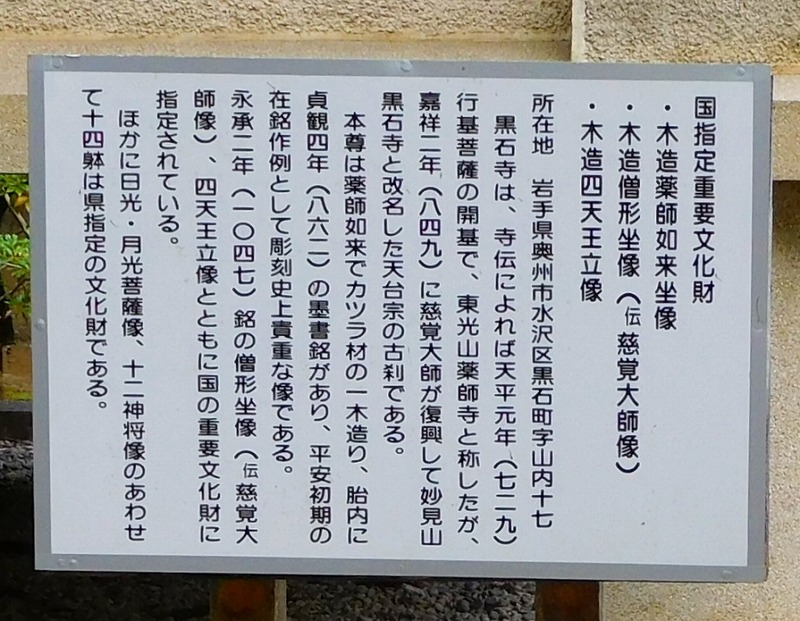 国指定重要文化財
・木造薬師如来坐像
・木造僧形坐像（伝慈覚大師像）
・木造四天王立像
所在地　岩手県奥州市水沢区黒石町字山内十七
黒石寺は、寺伝によれば天平元年（七二九）
行基菩薩の開基で、東光山薬師寺と称したが、
嘉祥二年（八四九）に慈覚大師が復興して妙見山
黒石寺と改名した天台宗の古刹である。
本尊は薬師如来でカツラ材の一木造り、胎内に
貞観四年（八六二）の墨書銘があり、平安初期の
在銘作例として彫刻史上貴重な像である。
永承二年（一〇四七）銘の僧形坐像（伝慈覚大
師像）、四天王立像とともに国の重要文化財に
指定されている。
ほかに日光・月光菩薩像、十二神将像のあわせ
て十四躰は県指定の文化財である。